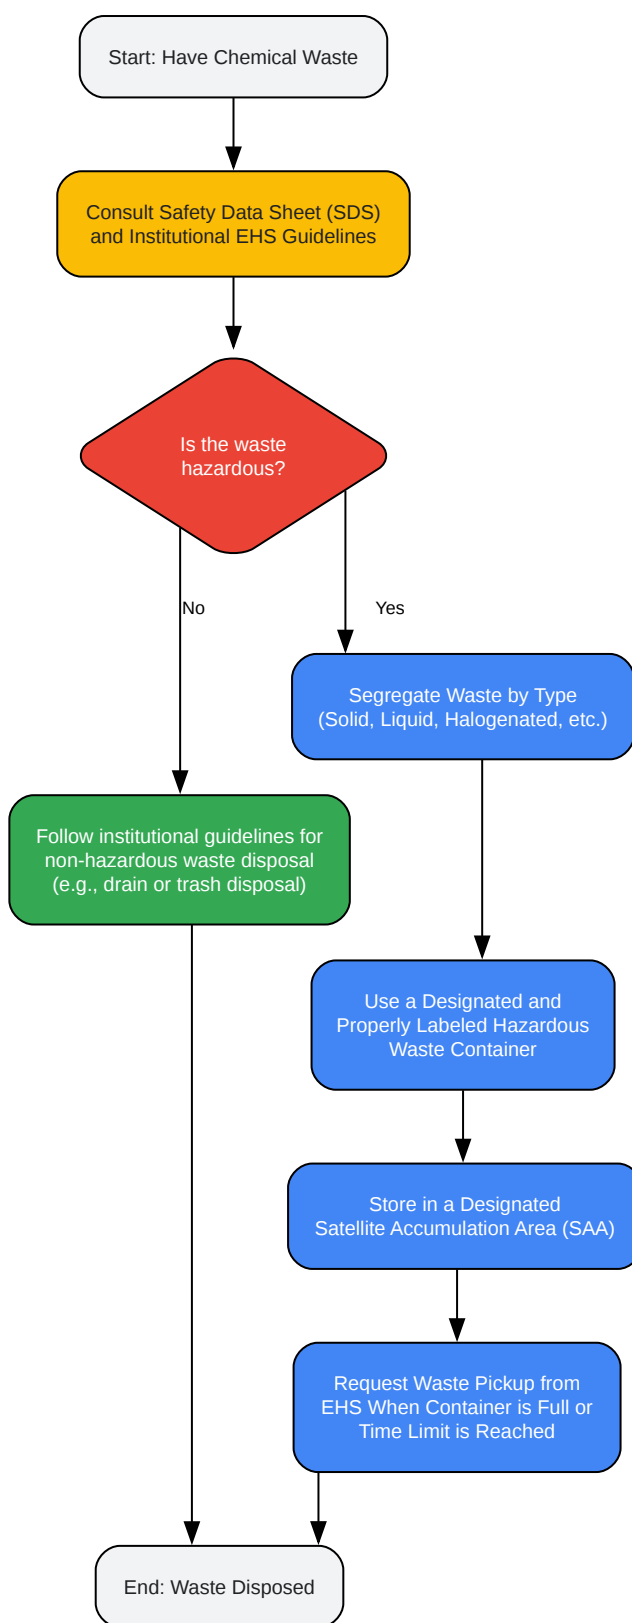 Start: Have Chemical Waste
Consult Safety Data Sheet (SDS)
and Institutional EHS Guidelines
Is the waste
hazardous?
No
Yes
Segregate Waste by Type
(Solid, Liquid, Halogenated, etc.)
Follow institutional guidelines for
non-hazardous waste disposal
(e.g., drain or trash disposal)
Use a Designated and
Properly Labeled Hazardous
Waste Container
Store in a Designated
Satellite Accumulation Area (SAA)
Request Waste Pickup from
EHS When Container is Full or
Time Limit is Reached
End: Waste Disposed